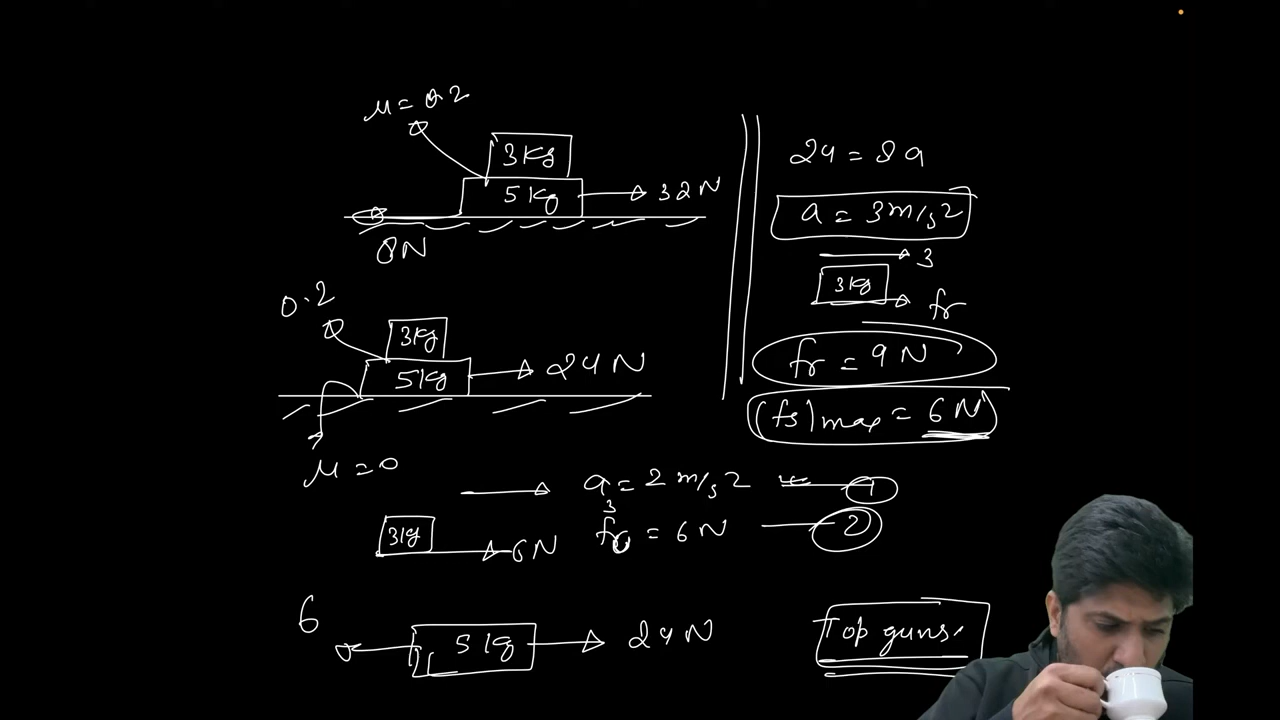 μ = 0.2
3Kg
5Kg
32N
8N
0.2
3Kg
5Kg
24N
μ = 0
a = 2 m/s2
1
3kg
6N
3
fr = 6N
2
6
5kg
24N
24 = 8a
a = 3m/s2
3
3kg
fr
fr = 9N
(fs)max = 6N
Top guns.